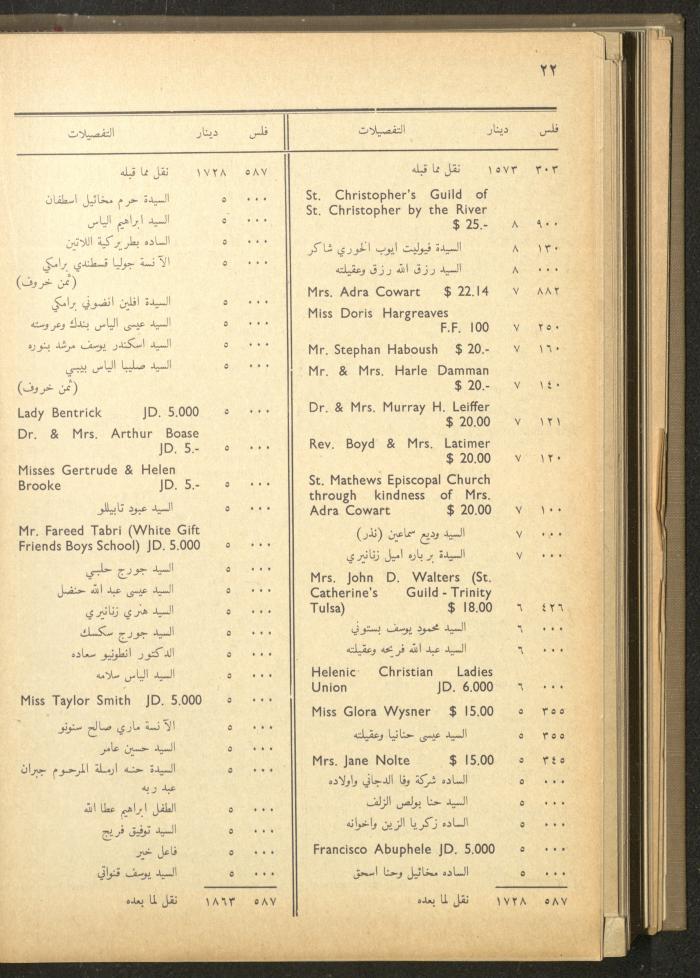 ٢٢
فلس دينار التفصيلات
٣٠٣ ١٥٧٣ نقل مما قبله
St. Christopher's Guild of
St. Christopher by the River
$ 25.- ٨ ٩٠٠
١٣٠ ٨ السيدة فيوليت ايوب الخوري شاكر
٠٠٠ ٨ السيد رزق الله رزق وعقيلته
Mrs. Adra Cowart $ 22.14 ٧ ٨٨٢
Miss Doris Hargreaves
F.F. 100 ٧ ٢٥٠
Mr. Stephan Haboush $ 20.- ٧ ١٦٠
Mr. & Mrs. Harle Damman
$ 20.- ٧ ١٤٠
Dr. & Mrs. Murray H. Leiffer
$ 20.00 ٧ ١٢١
Rev. Boyd & Mrs. Latimer
$ 20.00 ٧ ١٢٠
St. Mathews Episcopal Church
through kindness of Mrs.
Adra Cowart $ 20.00 ٧ ١٠٠
٠٠٠ ٧ السيد وديع سماعين (نذر)
٠٠٠ ٧ السيدة بربارة اميل زنانيري
Mrs. John D. Walters (St.
Catherine's Guild - Trinity
Tulsa) $ 18.00 ٦ ٤٢٦
٠٠٠ ٦ السيد محمود يوسف بستوني
٠٠٠ ٦ السيد عبد الله فريحه وعقيلته
Helenic Christian Ladies
Union JD. 6.000 ٦ ٠٠٠
Miss Glora Wysner $ 15.00 ٥ ٣٥٥
٣٥٥ ٥ السيد عيسى حنانيا وعقيلته
Mrs. Jane Nolte $ 15.00 ٥ ٣٤٥
٠٠٠ ٥ الساده شركة وفا الدجاني واولاده
٠٠٠ ٥ السيد حنا بولص الزلف
٠٠٠ ٥ الساده زكريا الزين واخوانه
Francisco Abuphele JD. 5.000 ٥ ٠٠٠
٠٠٠ ٥ الساده مخائيل وحنا اسحق
٥٨٧ ١٧٢٨ نقل لما بعده
فلس دينار التفصيلات
٥٨٧ ١٧٢٨ نقل مما قبله
٠٠٠ ٥ السيدة حرم مخائيل اسطفان
٠٠٠ ٥ السيد ابراهيم الياس
٠٠٠ ٥ الساده بطريركية اللاتين
٠٠٠ ٥ الآنسة جوليا قسطندي برامكي
(ثمن خروف)
٠٠٠ ٥ السيدة افلين انضوني برامكي
٠٠٠ ٥ السيد عيسى الياس بندك وعروسته
٠٠٠ ٥ السيد اسكندر يوسف مرشد بنوره
٠٠٠ ٥ السيد صليبا الياس بيبي
(ثمن خروف)
Lady Bentrick JD. 5.000 ٥ ٠٠٠
Dr. & Mrs. Arthur Boase
JD. 5.- ٥ ٠٠٠
Misses Gertrude & Helen
Brooke JD. 5.- ٥ ٠٠٠
٠٠٠ ٥ السيد عبود تابيللو
Mr. Fareed Tabri (White Gift
Friends Boys School) JD. 5.000 ٥ ٠٠٠
٠٠٠ ٥ السيد جورج حلبي
٠٠٠ ٥ السيد عيسى عبد الله حنضل
٠٠٠ ٥ السيد هنري زنانيري
٠٠٠ ٥ السيد جورج سكسك
٠٠٠ ٥ الدكتور انطونيو سعاده
٠٠٠ ٥ السيد الياس سلامه
Miss Taylor Smith JD. 5.000 ٥ ٠٠٠
٠٠٠ ٥ الآنسة ماري صالح سنونو
٠٠٠ ٥ السيد حسين عامر
٠٠٠ ٥ السيدة حنه ارملة المرحوم جبران
عبد ربه
٠٠٠ ٥ الطفل ابراهيم عطا الله
٠٠٠ ٥ السيد توفيق فريج
٠٠٠ ٥ فاعل خير
٠٠٠ ٥ السيد يوسف قنواتي
٥٨٧ ١٨٦٣ نقل لما بعده